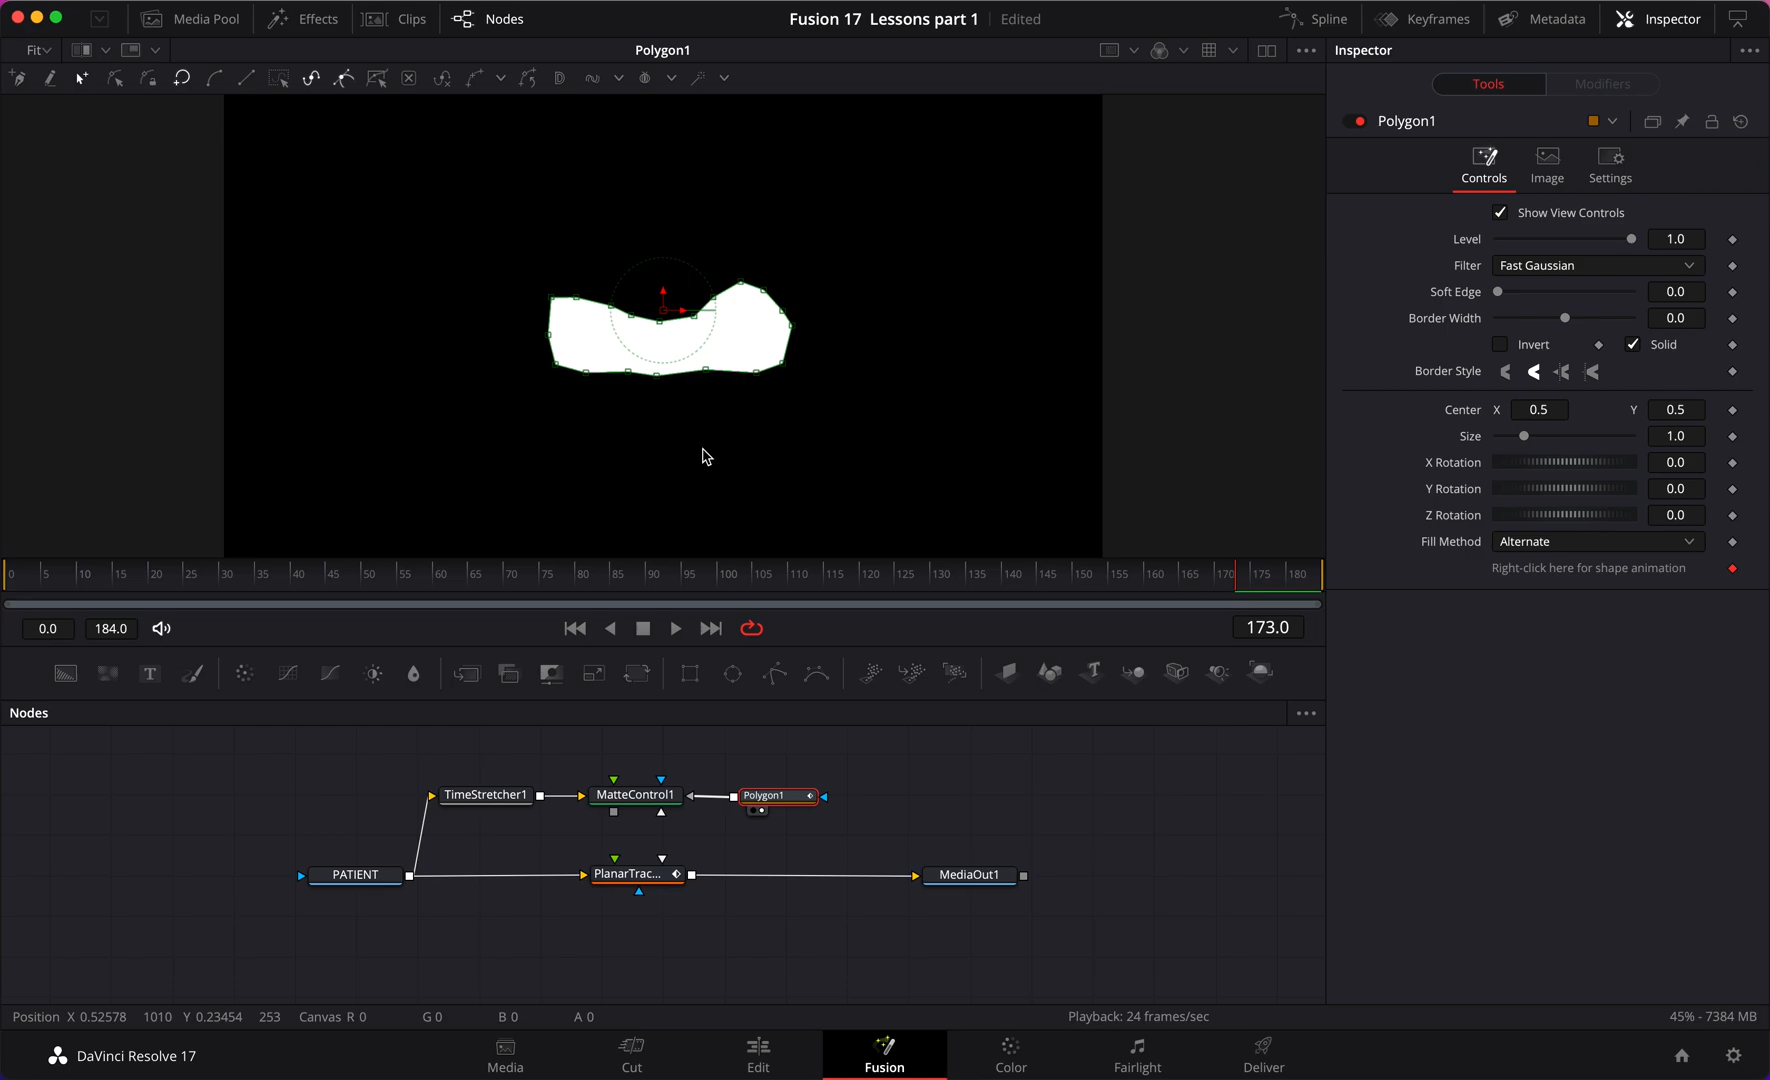 Media Pool Effects Clips Nodes Fusion 17 Lessons part 1 Edited Spline Keyframes Metadata Inspector
Fit Polygon1 Inspector
Tools Modifiers
Polygon1
Controls Image Settings
Show View Controls
Level 1.0
Filter Fast Gaussian
Soft Edge 0.0
Border Width 0.0
Invert Solid
Border Style
Center X 0.5 Y 0.5
Size 1.0
X Rotation 0.0
Y Rotation 0.0
Z Rotation 0.0
Fill Method Alternate
Right-click here for shape animation
0 5 10 15 20 25 30 35 40 45 50 55 60 65 70 75 80 85 90 95 100 105 110 115 120 125 130 135 140 145 150 155 160 165 170 175 180
0.0 184.0 173.0
T T
Nodes
TimeStretcher1 MatteControl1 Polygon1
PATIENT PlanarTrac... MediaOut1
Position X 0.52578 1010 Y 0.23454 253 Canvas R 0 G 0 B 0 A 0 Playback: 24 frames/sec 45% - 7384 MB
DaVinci Resolve 17 Media Cut Edit Fusion Color Fairlight Deliver